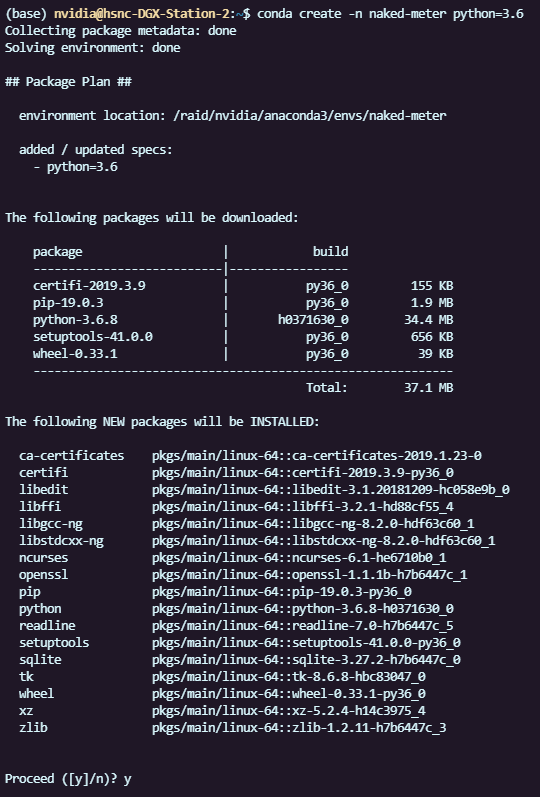 (base) nvidia@hsnc-DGX-Station-2:~$ conda create -n naked-meter python=3.6
Collecting package metadata: done
Solving environment: done

## Package Plan ##

  environment location: /raid/nvidia/anaconda3/envs/naked-meter

  added / updated specs:
    - python=3.6


The following packages will be downloaded:

    package                    |            build
    ---------------------------|-----------------
    certifi-2019.3.9           |           py36_0         155 KB
    pip-19.0.3                 |           py36_0         1.9 MB
    python-3.6.8               |       h0371630_0        34.4 MB
    setuptools-41.0.0          |           py36_0         656 KB
    wheel-0.33.1               |           py36_0          39 KB
    ------------------------------------------------------------
                                           Total:        37.1 MB

The following NEW packages will be INSTALLED:

  ca-certificates    pkgs/main/linux-64::ca-certificates-2019.1.23-0
  certifi            pkgs/main/linux-64::certifi-2019.3.9-py36_0
  libedit            pkgs/main/linux-64::libedit-3.1.20181209-hc058e9b_0
  libffi             pkgs/main/linux-64::libffi-3.2.1-hd88cf55_4
  libgcc-ng          pkgs/main/linux-64::libgcc-ng-8.2.0-hdf63c60_1
  libstdcxx-ng       pkgs/main/linux-64::libstdcxx-ng-8.2.0-hdf63c60_1
  ncurses            pkgs/main/linux-64::ncurses-6.1-he6710b0_1
  openssl            pkgs/main/linux-64::openssl-1.1.1b-h7b6447c_1
  pip                pkgs/main/linux-64::pip-19.0.3-py36_0
  python             pkgs/main/linux-64::python-3.6.8-h0371630_0
  readline           pkgs/main/linux-64::readline-7.0-h7b6447c_5
  setuptools         pkgs/main/linux-64::setuptools-41.0.0-py36_0
  sqlite             pkgs/main/linux-64::sqlite-3.27.2-h7b6447c_0
  tk                 pkgs/main/linux-64::tk-8.6.8-hbc83047_0
  wheel              pkgs/main/linux-64::wheel-0.33.1-py36_0
  xz                 pkgs/main/linux-64::xz-5.2.4-h14c3975_4
  zlib               pkgs/main/linux-64::zlib-1.2.11-h7b6447c_3


Proceed ([y]/n)? y